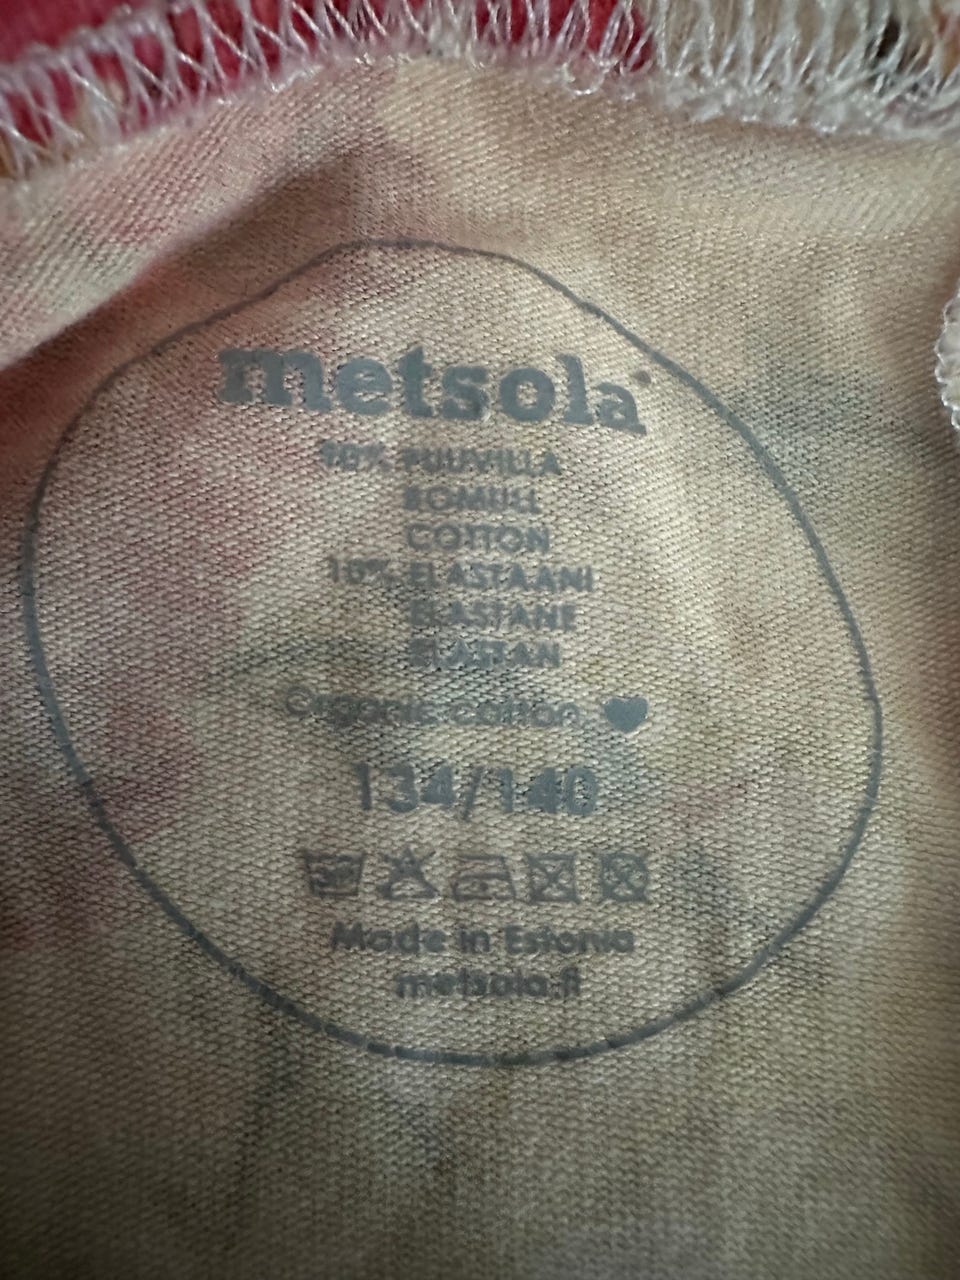 metsola
PUUVILLA
BOMULL
COTTON
10% ELASTAANI
ELASTANE
ELASTAN
Organic cotton
134/140
Made in Estonia
metsola.fi